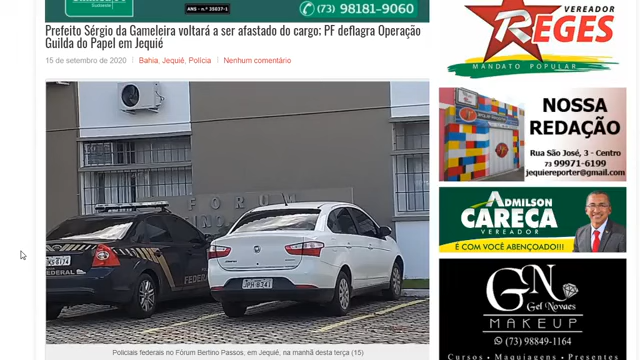 ANS - n.º 35037-1
(73) 98181-9060
Prefeito Sérgio da Gameleira voltará a ser afastado do cargo; PF deflagra Operação
Guilda do Papel em Jequié
15 de setembro de 2020 | Bahia, Jequié, Polícia | Nenhum comentário
FORUM
FEDERAL
Policiais federais no Fórum Bertino Passos, em Jequié, na manhã desta terça (15)
VEREADOR
REGES
MANDATO POPULAR
NOSSA
REDAÇÃO
Rua São José, 3 - Centro
73 99971-6199
jequiereporter@gmail.com
ADMILSON
CARECA
VEREADOR
É COM VOCÊ ABENÇOADO!!!
GN
Gel Novaes
MAKEUP
(73) 98849-1164
Cursos • Maquiagens • Presentes